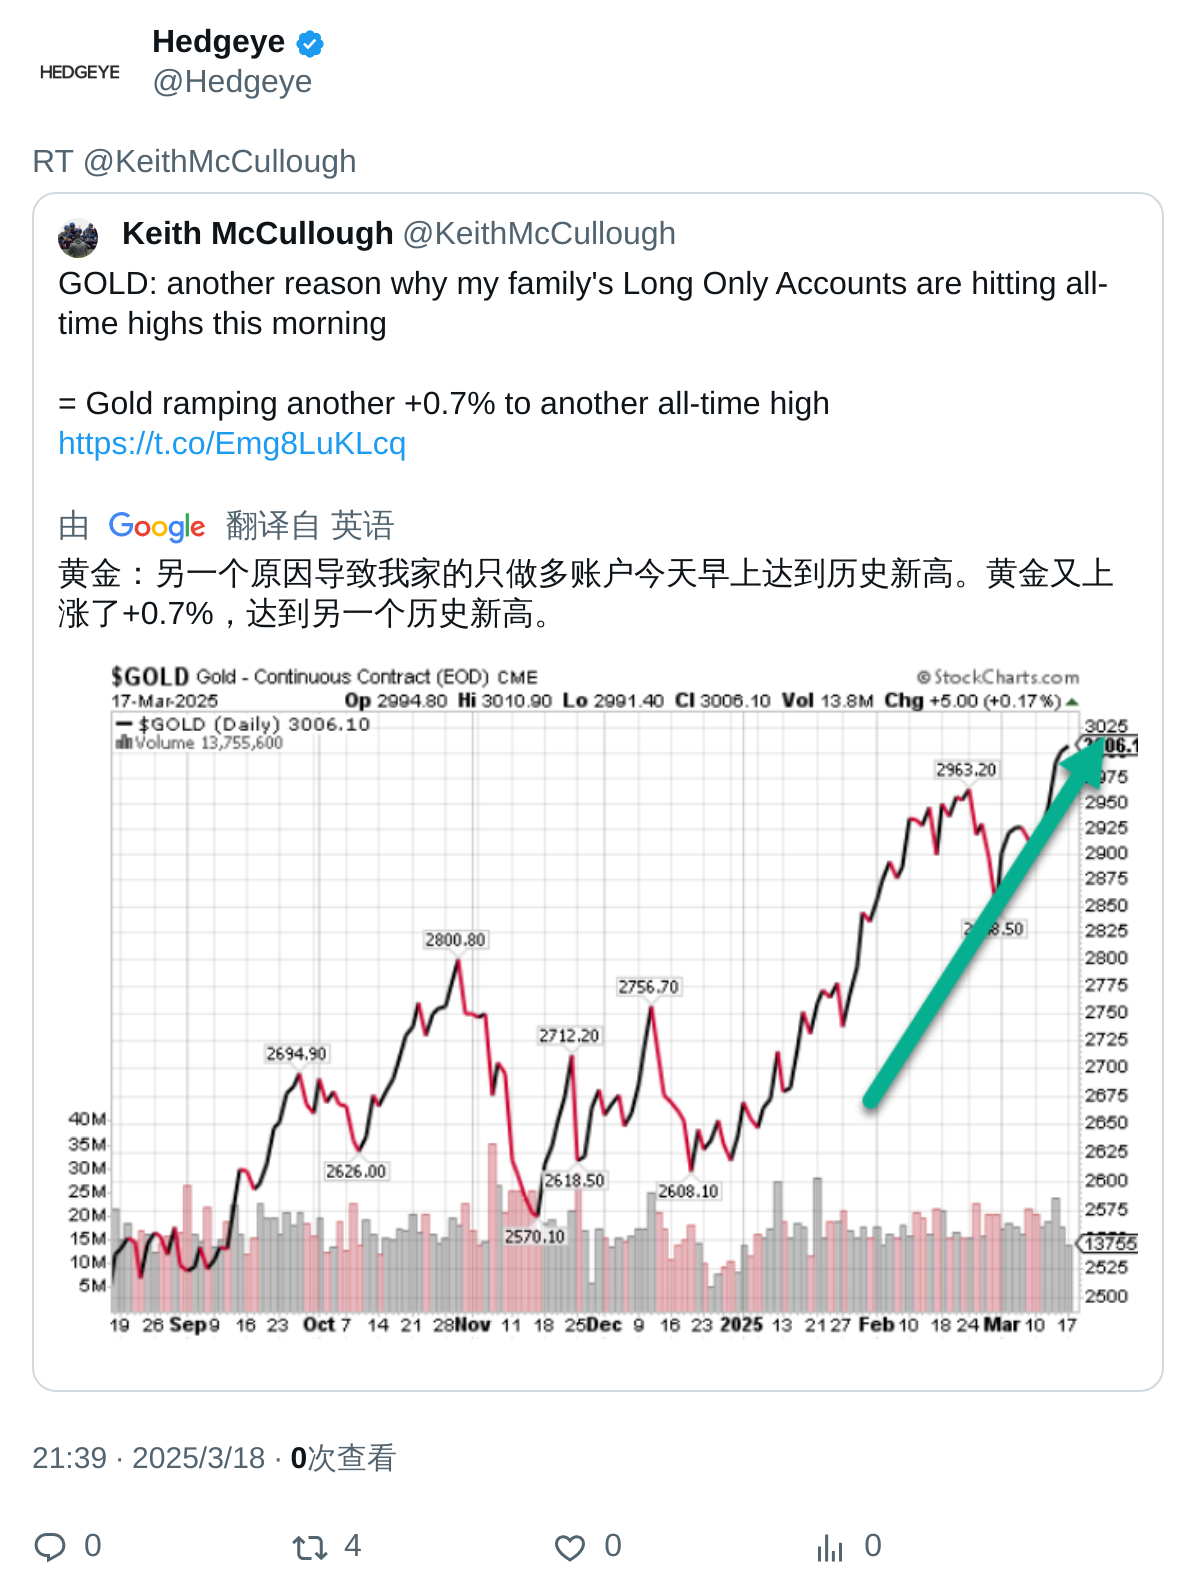 Hedgeye
HEDGEYE
@Hedgeye
RT @KeithMcCullough
Keith McCullough @KeithMcCullough
GOLD: another reason why my family's Long Only Accounts are hitting all-
time highs this morning
= Gold ramping another +0.7% to another all-time high
https://t.co/Emg8LuKLcq
由 Google 翻译自 英语
黄金：另一个原因导致我家的只做多账户今天早上达到历史新高。黄金又上
涨了+0.7%，达到另一个历史新高。
$GOLD Gold - Continuous Contract (EOD) CME © StockCharts.com
17-Mar-2025 Op 2994.80 Hi 3010.90 Lo 2991.40 Cl 3006.10 Vol 13.8M Chg +5.00 (+0.17%)
$GOLD (Daily) 3006.10
Volume 13,755,600
3025
06.1
975
2963.20
2950
2925
2900
2875
2850
8.50
2825
2800.80
2800
2756.70
2775
2750
2712.20
2725
2694.90
2700
2675
40M
2650
35M
2625
30M
2626.00
2618.50
2608.10
2600
25M
20M
2575
2570.10
15M
13755
10M
2525
5M
2500
19 26 Sep 9 16 23 Oct 7 14 21 28 Nov 11 18 25 Dec 9 16 23 2025 13 21 27 Feb 10 18 24 Mar 10 17
21:39 · 2025/3/18 · 0次查看
0 4 0 0